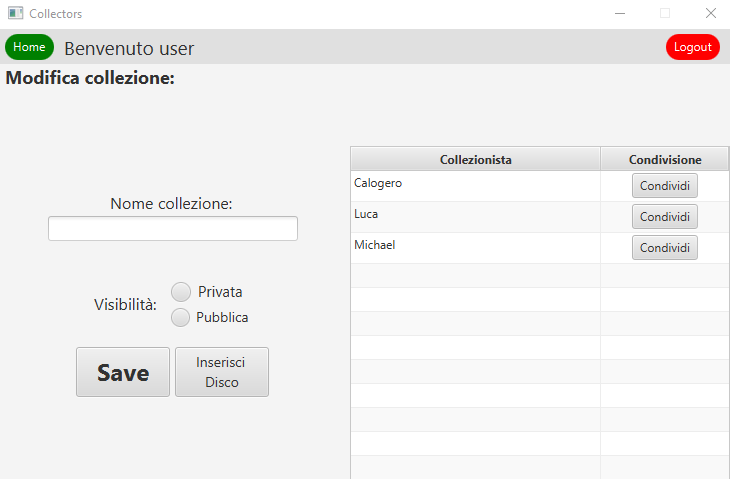 Collectors
Home Benvenuto user Logout
Modifica collezione:
Collezionista Condivisione
Calogero Condividi
Luca Condividi
Michael Condividi
Nome collezione:
Visibilità:
Privata
Pubblica
Save
Inserisci
Disco